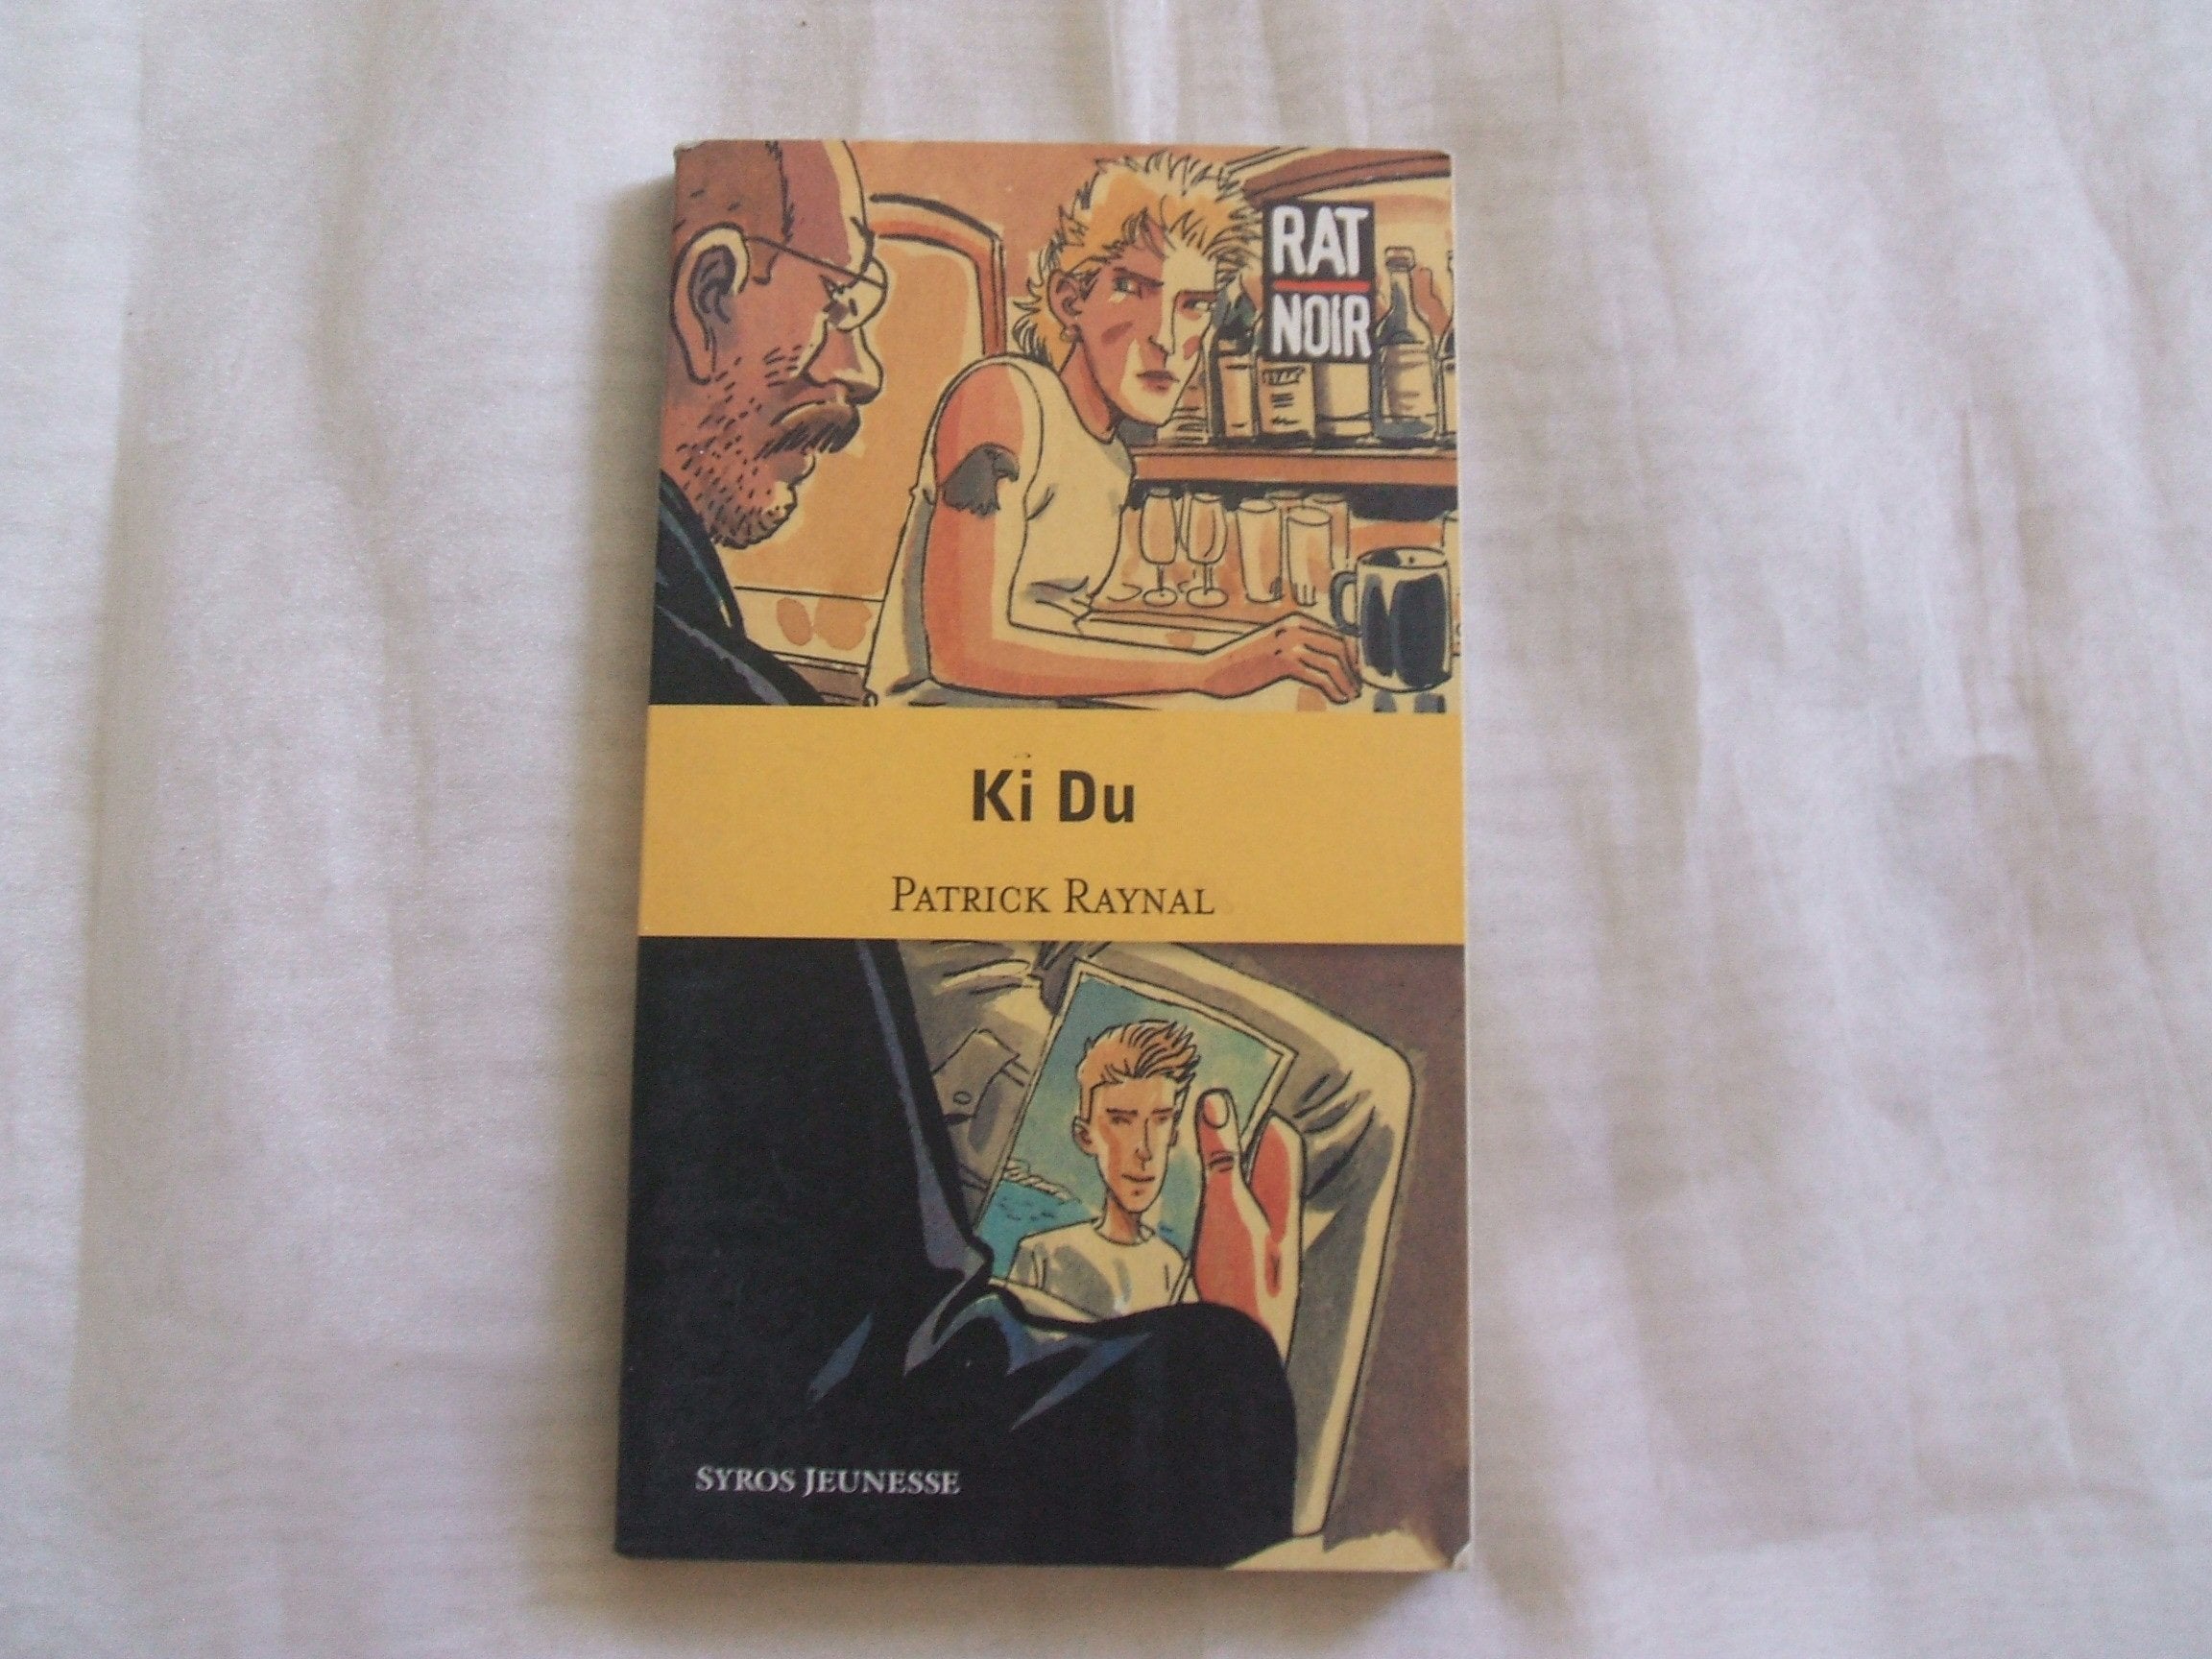 RAT
NOIR
Ki Du
PATRICK RAYNAL
SYROS JEUNESSE